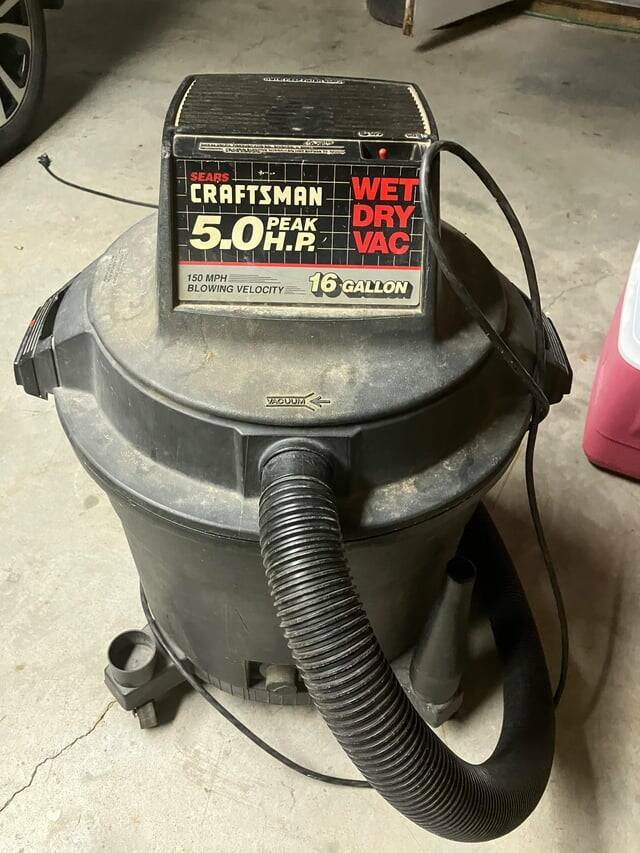 SEARS
CRAFTSMAN
5.0 PEAK H.P.
WET
DRY
VAC
150 MPH
BLOWING VELOCITY
16 GALLON
VACUUM